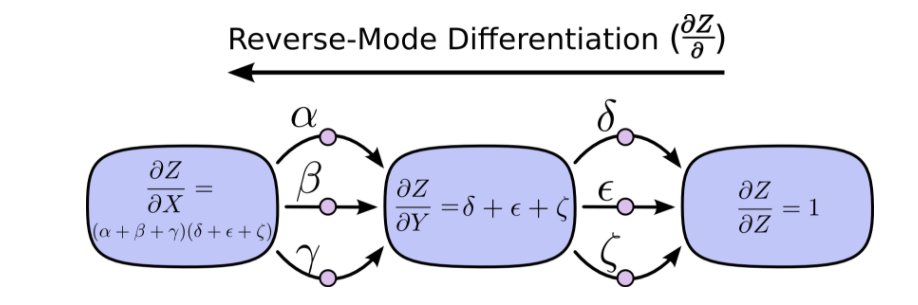 Reverse-Mode Differentiation (∂Z/∂)
α
β
γ
δ
ϵ
ζ
∂Z/∂X =
(α + β + γ)(δ + ϵ + ζ)
∂Z/∂Y = δ + ϵ + ζ
∂Z/∂Z = 1